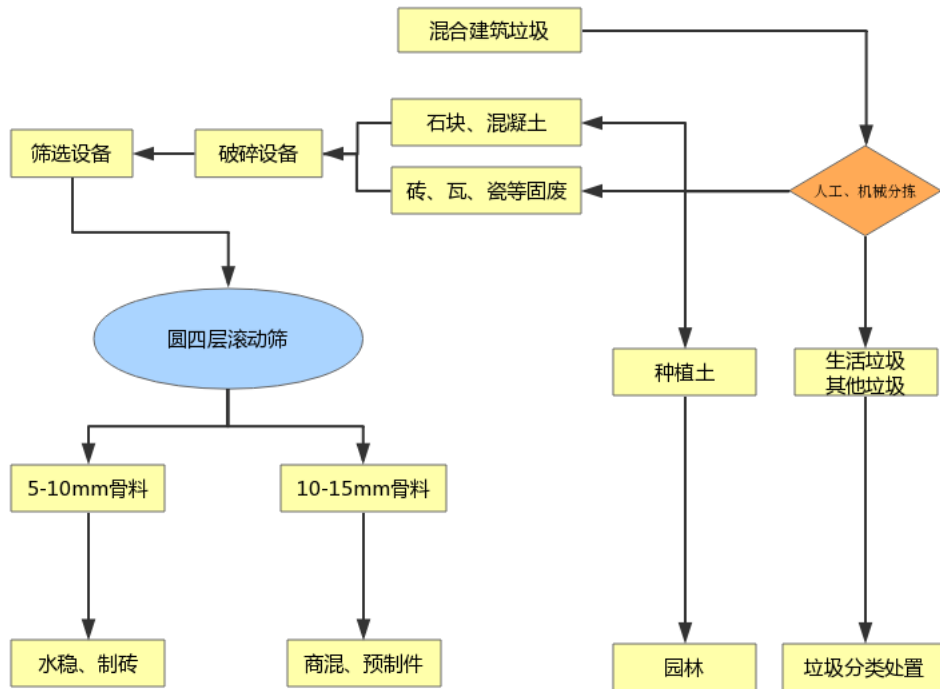 混合建筑垃圾
石块、混凝土
筛选设备
破碎设备
砖、瓦、瓷等固废
人工、机械分拣
圆四层滚动筛
种植土
生活垃圾
其他垃圾
5-10mm骨料
10-15mm骨料
水稳、制砖
商混、预制件
园林
垃圾分类处置